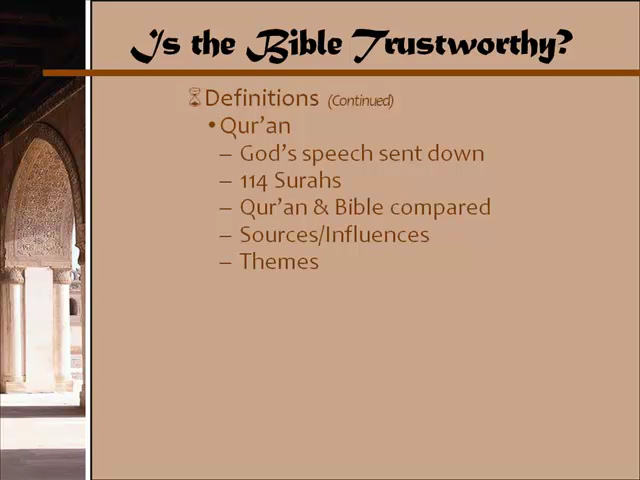 Is the Bible Trustworthy?
Definitions (Continued)
• Qur'an
– God's speech sent down
– 114 Surahs
– Qur'an & Bible compared
– Sources/Influences
– Themes